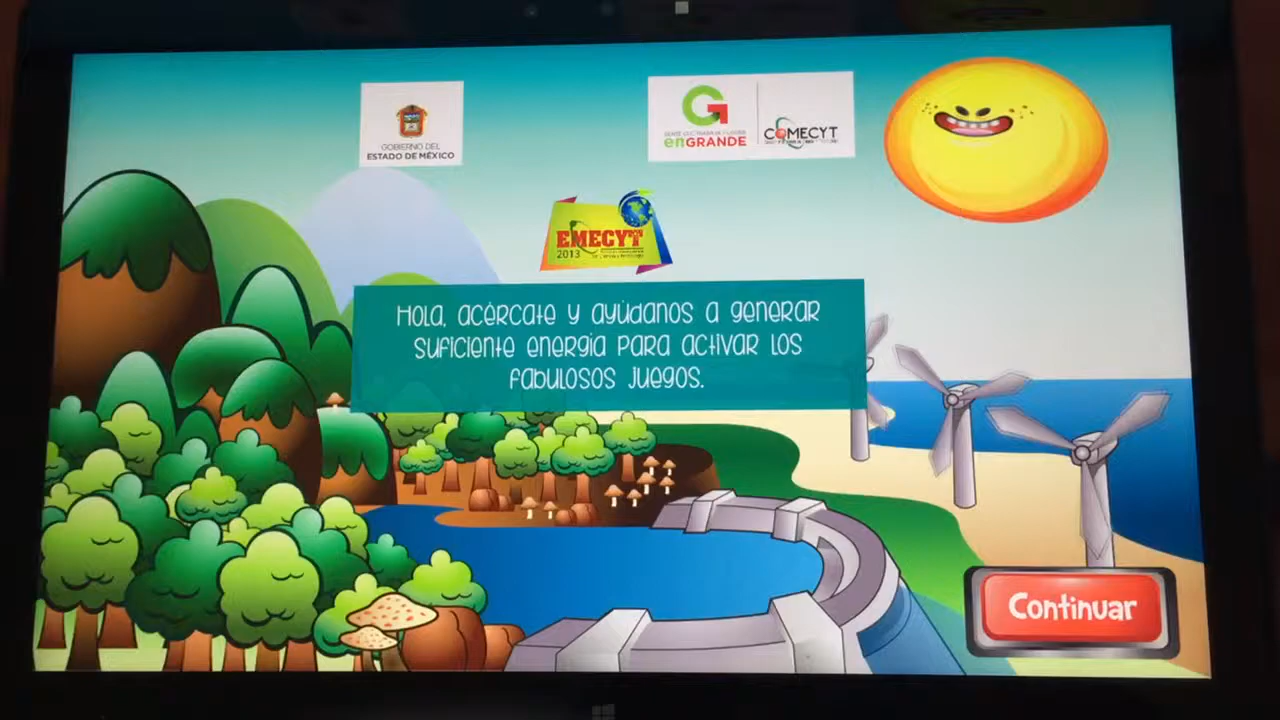 GOBIERNO DEL
ESTADO DE MÉXICO
enGRANDE
COMECYT
EMECYT
2013
Hola, acércate y ayúdanos a generar
suficiente energía para activar los
fabulosos juegos.
Continuar